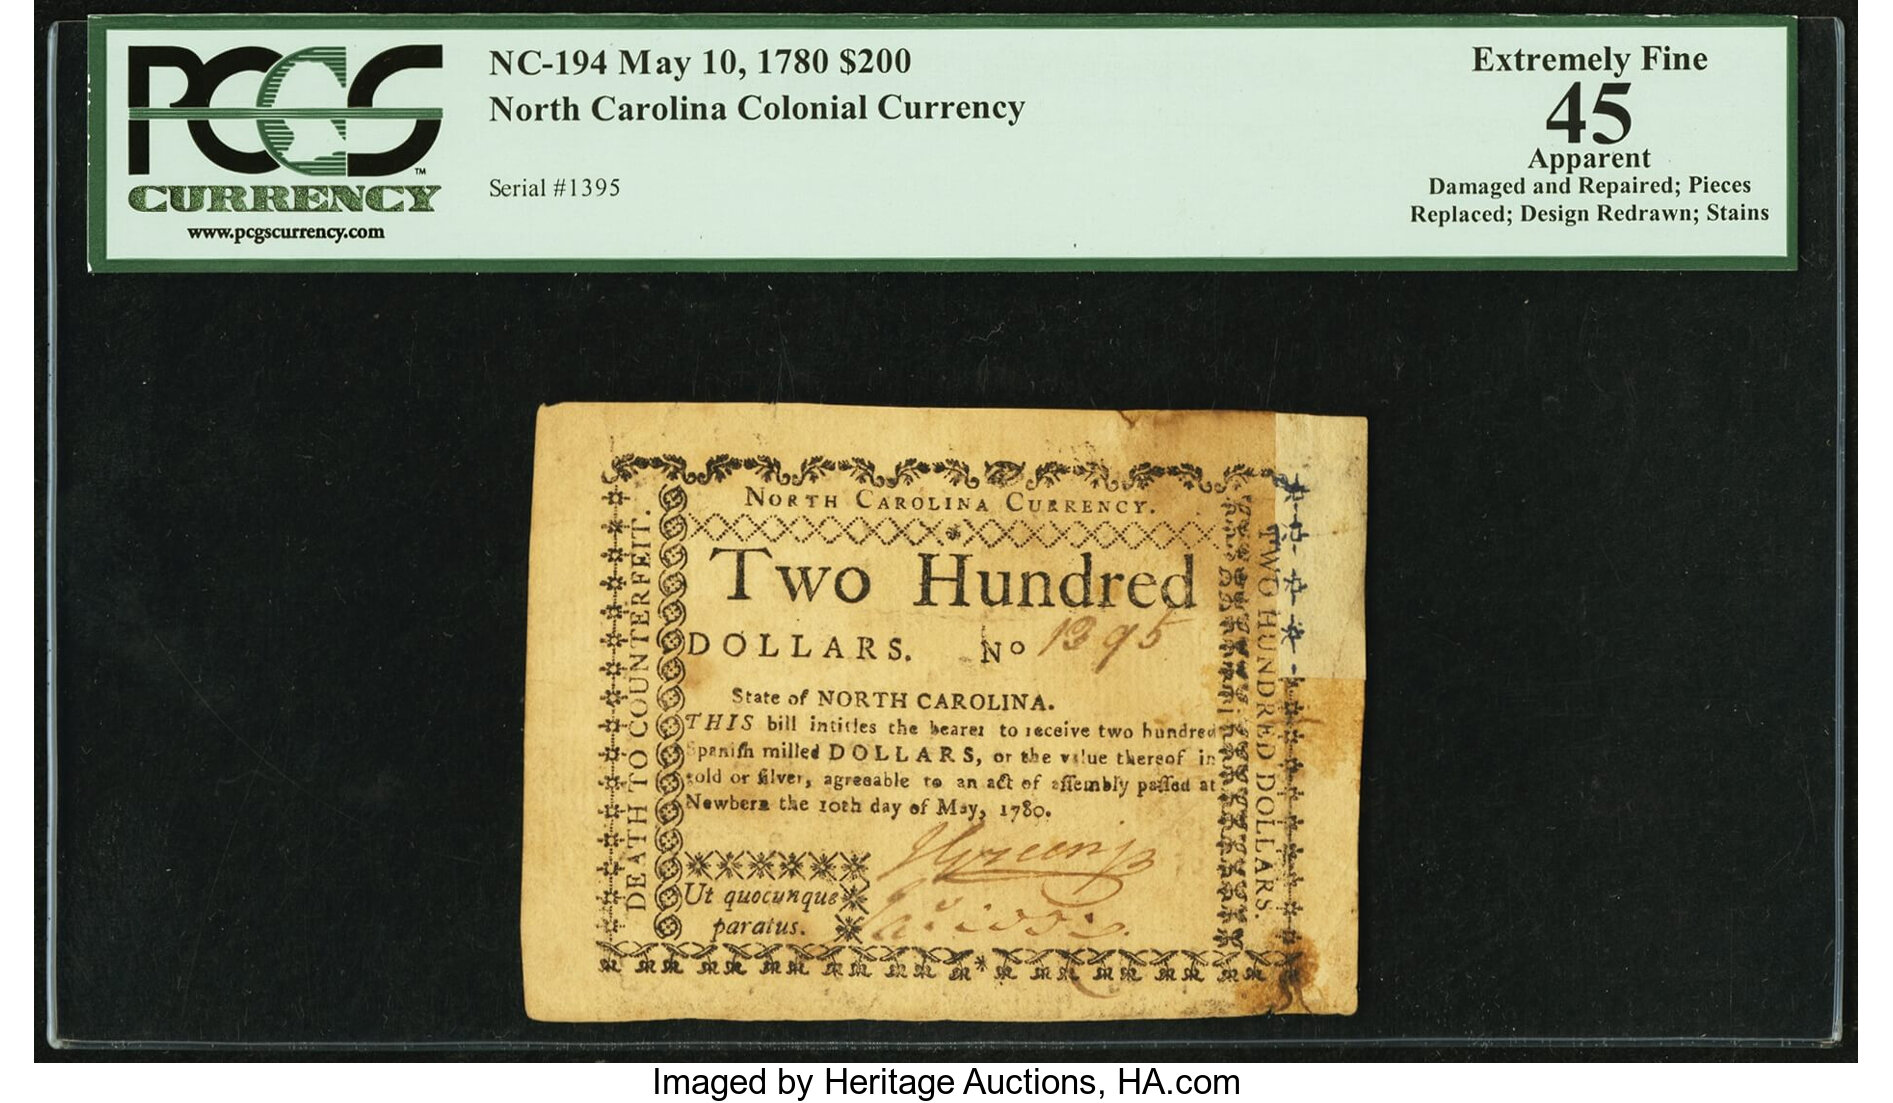 PCGS
CURRENCY
www.pcgscurrency.com
NC-194 May 10, 1780 $200
North Carolina Colonial Currency
Serial #1395
Extremely Fine
45
Apparent
Damaged and Repaired; Pieces
Replaced; Design Redrawn; Stains
NORTH CAROLINA CURRENCY.
Two Hundred
DOLLARS. No 1395
State of NORTH CAROLINA.
THIS bill intitles the bearer to receive two hundred
Spanish milled DOLLARS, or the value thereof in
gold or silver, agreeable to an act of assembly passed at
Newbern the 10th day of May, 1780.
JGreen jr
Ut quocunque
paratus.
DEATH TO COUNTERFEIT.
TWO HUNDRED DOLLARS.
Imaged by Heritage Auctions, HA.com